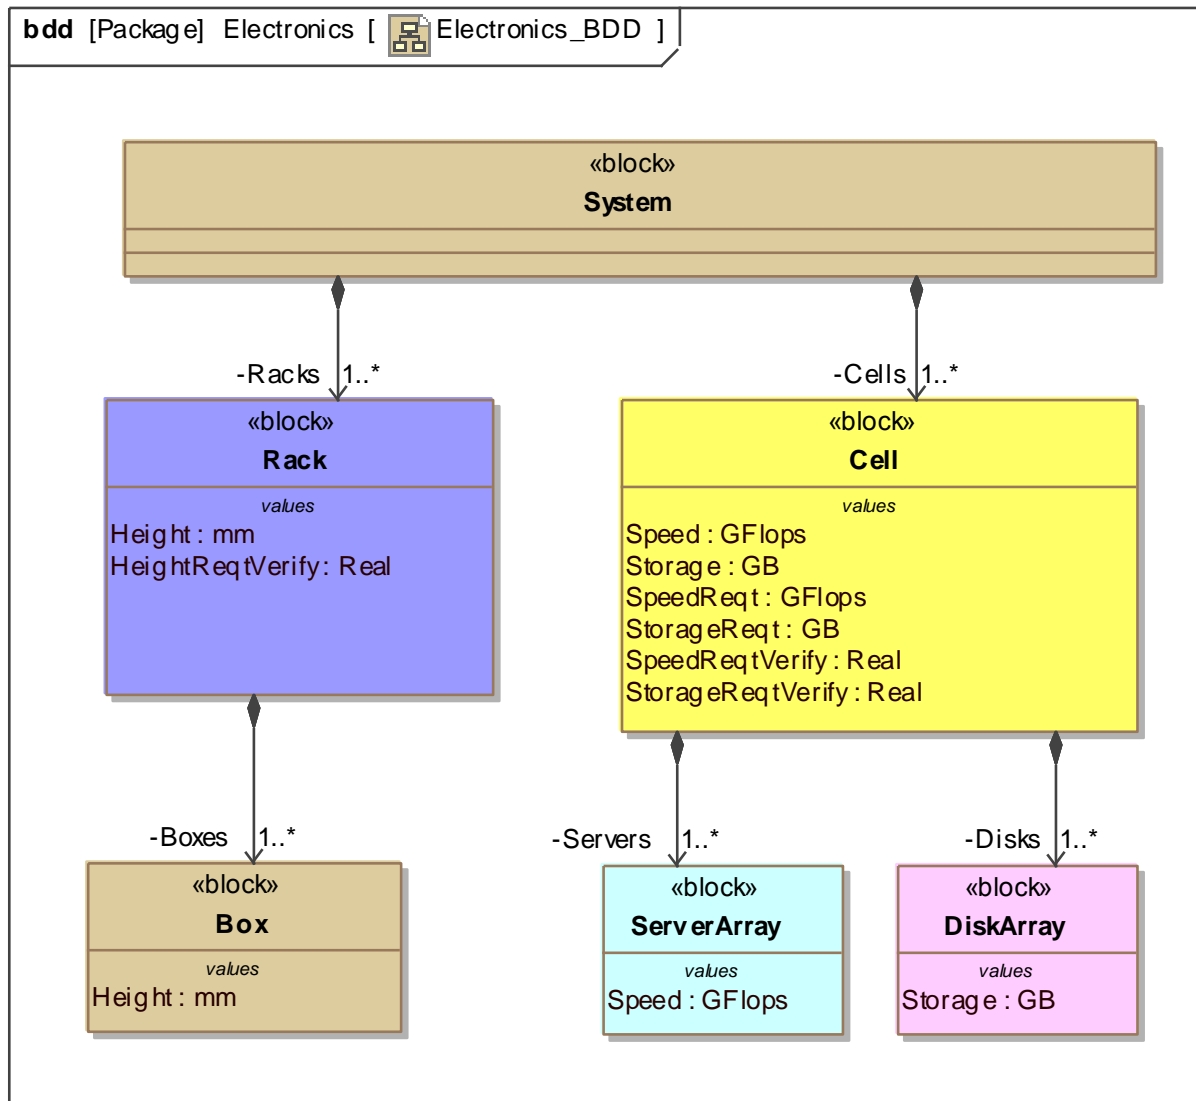 bdd [Package] Electronics [ Electronics_BDD ]
«block»
System
-Racks 1..*
-Cells 1..*
«block»
Rack
values
Height : mm
HeightReqtVerify : Real
«block»
Cell
values
Speed : GFlops
Storage : GB
SpeedReqt : GFlops
StorageReqt : GB
SpeedReqtVerify : Real
StorageReqtVerify : Real
-Boxes 1..*
-Servers 1..*
-Disks 1..*
«block»
Box
values
Height : mm
«block»
ServerArray
values
Speed : GFlops
«block»
DiskArray
values
Storage : GB